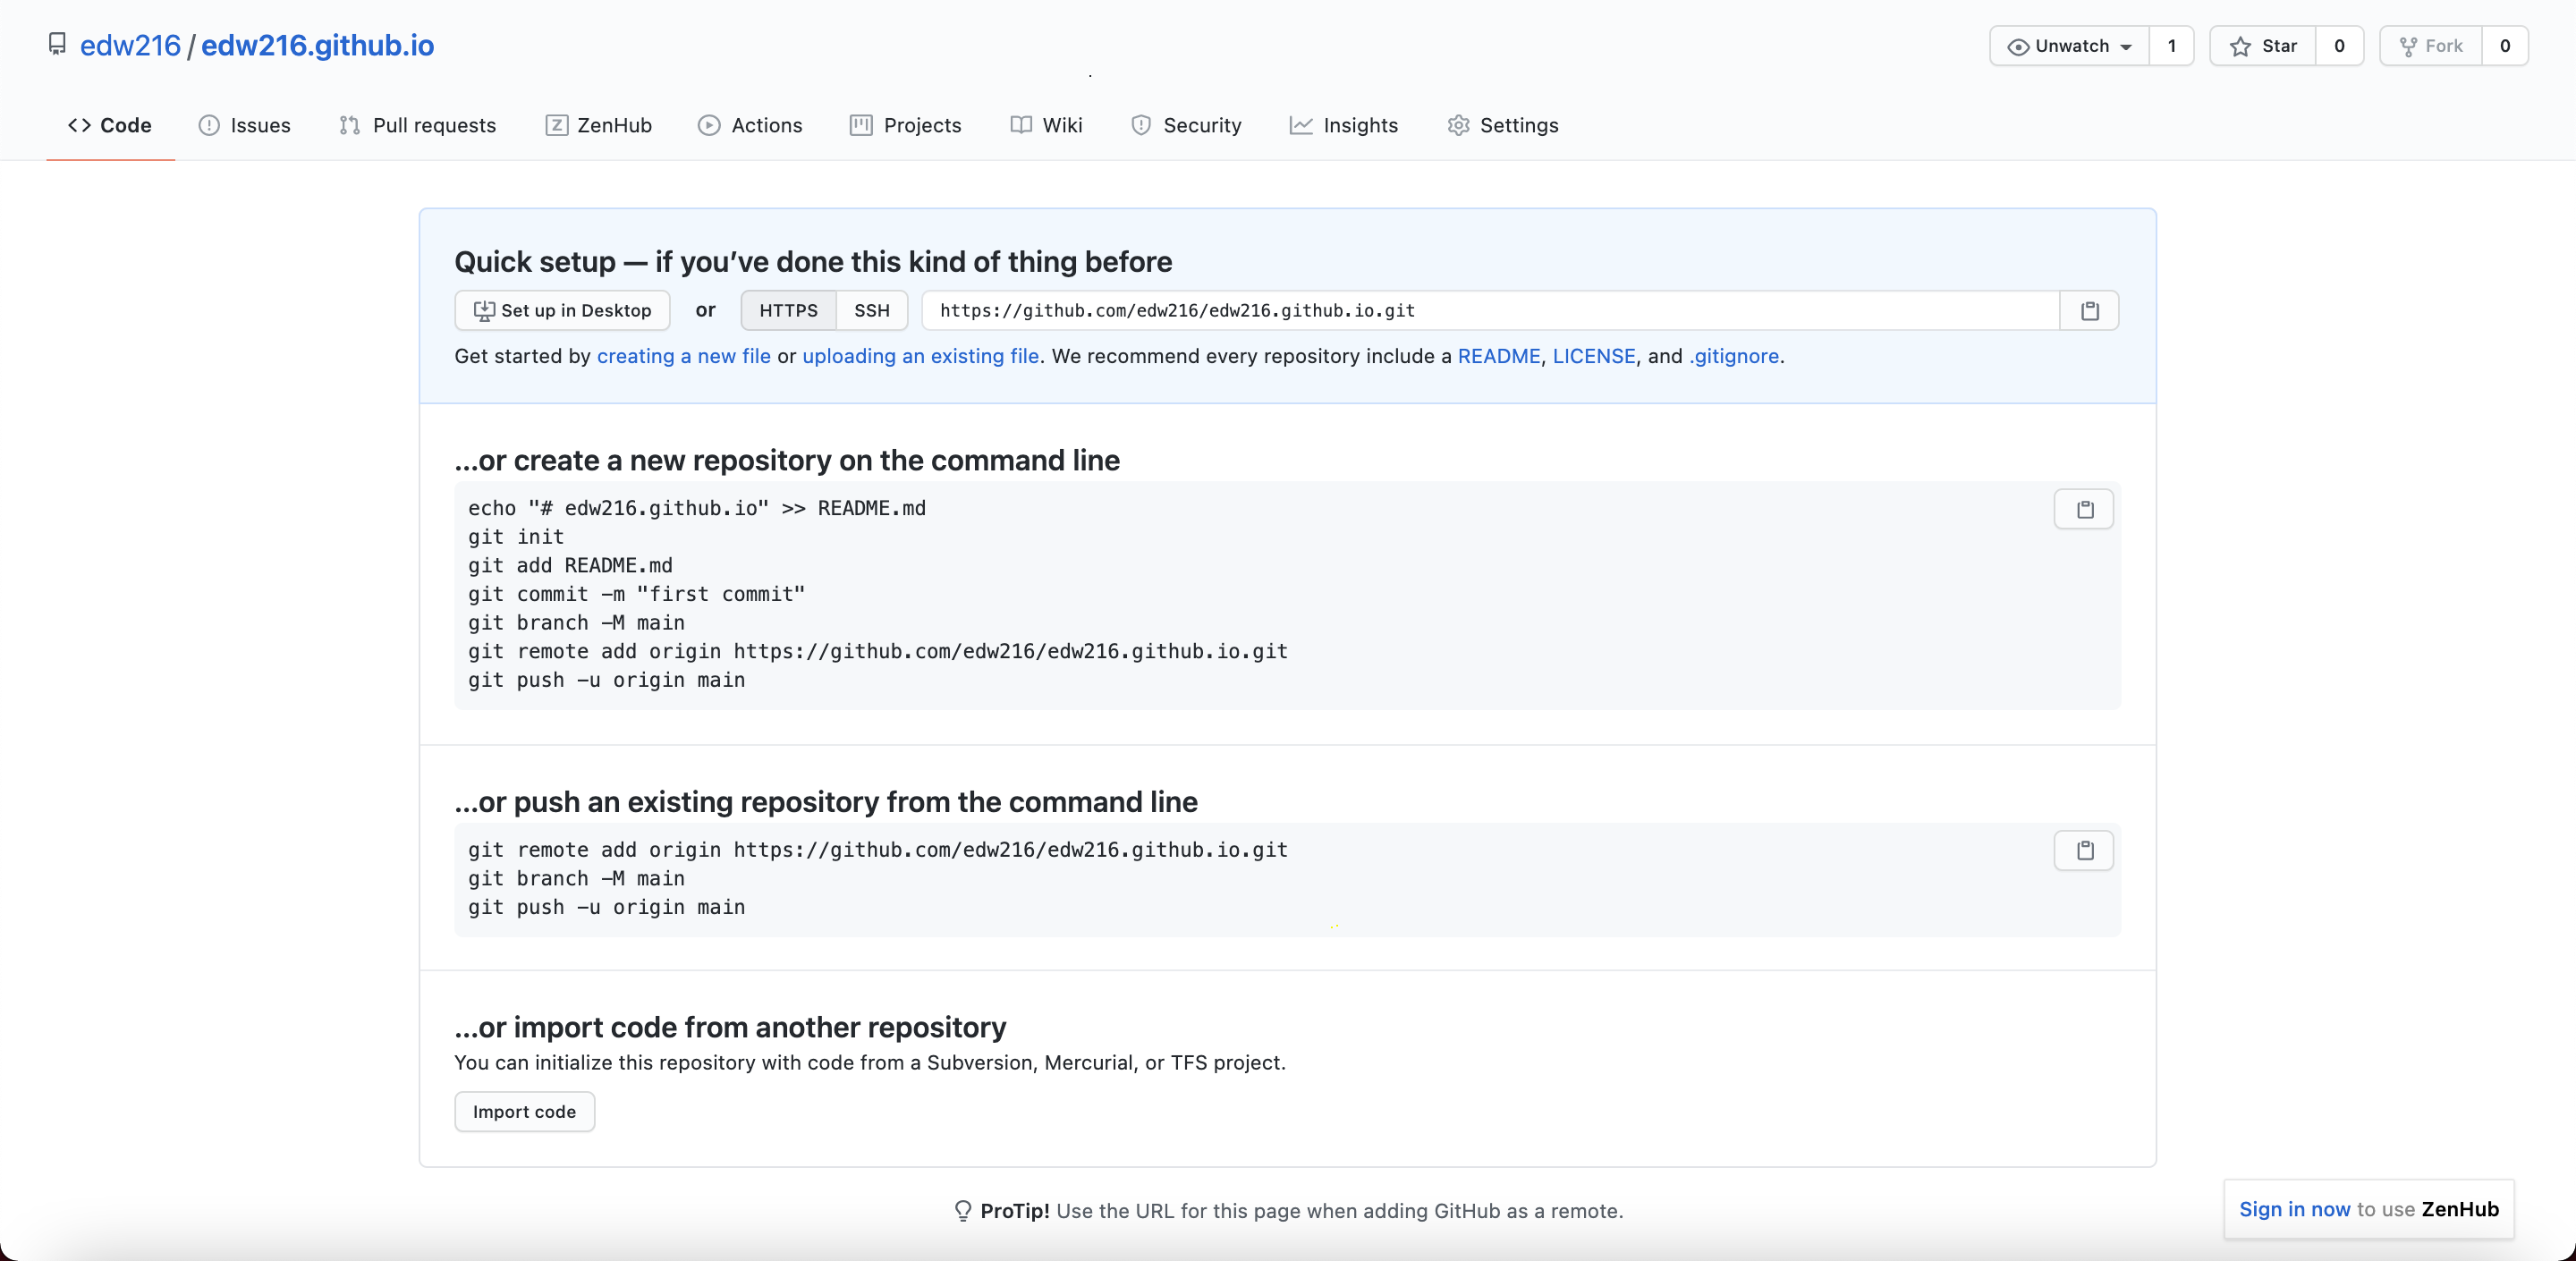 edw216 / edw216.github.io
Unwatch 1 Star 0 Fork 0
Code Issues Pull requests ZenHub Actions Projects Wiki Security Insights Settings
Quick setup — if you’ve done this kind of thing before
Set up in Desktop or HTTPS SSH https://github.com/edw216/edw216.github.io.git
Get started by creating a new file or uploading an existing file. We recommend every repository include a README, LICENSE, and .gitignore.
…or create a new repository on the command line
echo "# edw216.github.io" >> README.md
git init
git add README.md
git commit -m "first commit"
git branch -M main
git remote add origin https://github.com/edw216/edw216.github.io.git
git push -u origin main
…or push an existing repository from the command line
git remote add origin https://github.com/edw216/edw216.github.io.git
git branch -M main
git push -u origin main
…or import code from another repository
You can initialize this repository with code from a Subversion, Mercurial, or TFS project.
Import code
ProTip! Use the URL for this page when adding GitHub as a remote.
Sign in now to use ZenHub